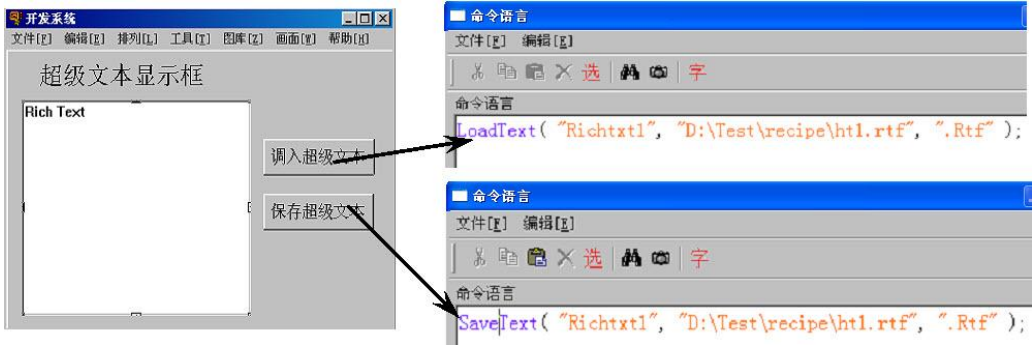 开发系统
文件[F] 编辑[E] 排列[L] 工具[T] 图库[Z] 画面[W] 帮助[H]
超级文本显示框
Rich Text
调入超级文本
保存超级文本
命令语言
文件[F] 编辑[E]
选 字
命令语言
LoadText( "Richtxt1", "D:\Test\recipe\ht1.rtf", ".Rtf" );
命令语言
文件[F] 编辑[E]
选 字
命令语言
SaveText( "Richtxt1", "D:\Test\recipe\ht1.rtf", ".Rtf" );